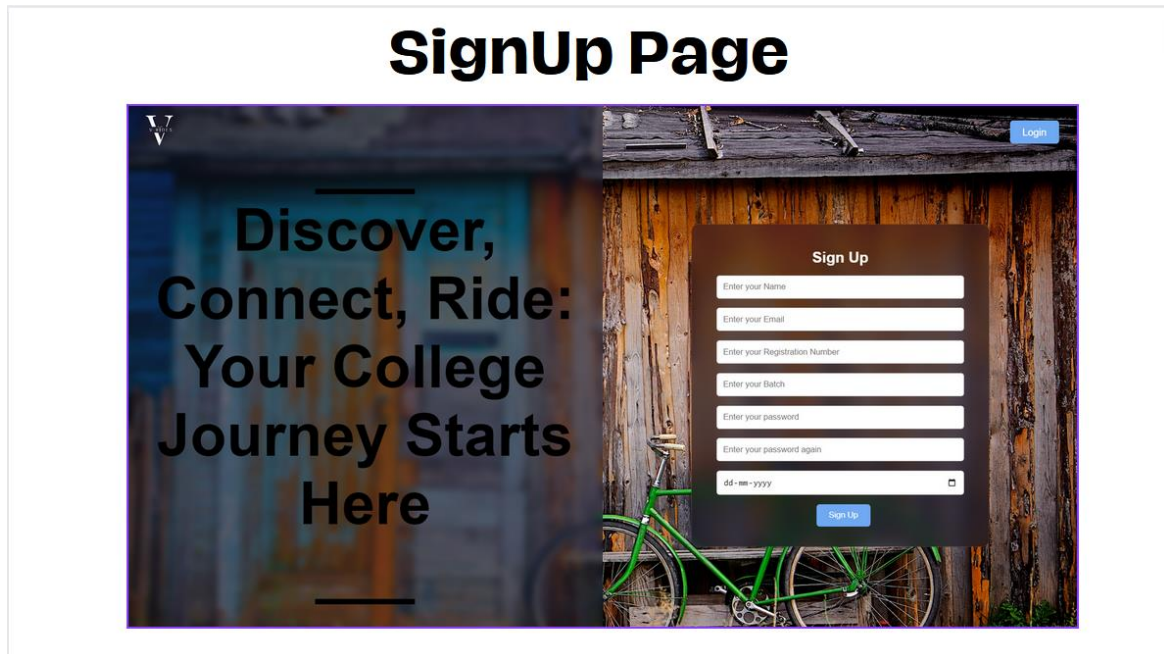 SignUp Page
V
Login
Discover,
Connect, Ride:
Your College
Journey Starts
Here
Sign Up
Enter your Name
Enter your Email
Enter your Registration Number
Enter your Batch
Enter your password
Enter your password again
dd-mm-yyyy
Sign Up